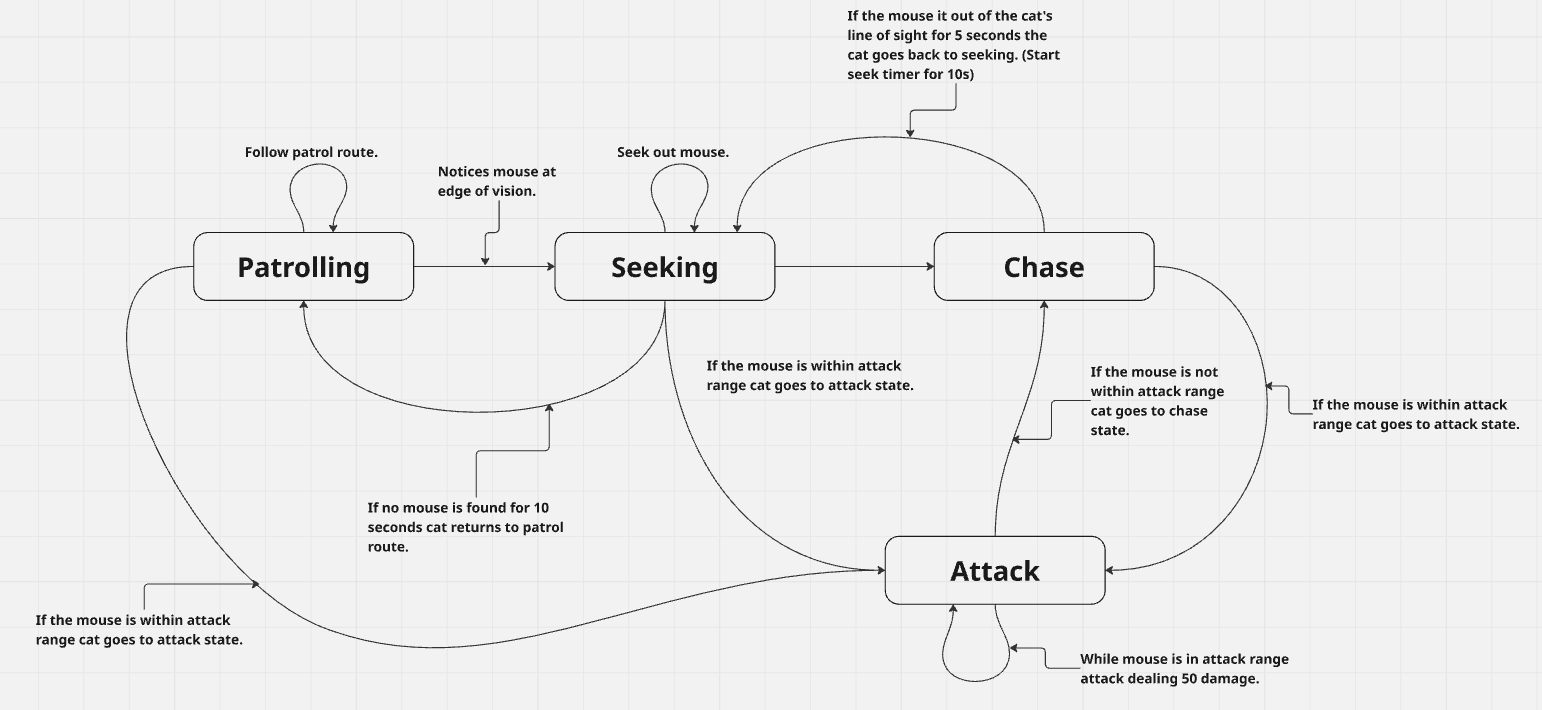 If the mouse it out of the cat's
line of sight for 5 seconds the
cat goes back to seeking. (Start
seek timer for 10s)
Follow patrol route.
Notices mouse at
edge of vision.
Seek out mouse.
Patrolling
Seeking
Chase
If the mouse is within attack
range cat goes to attack state.
If the mouse is not
within attack range
cat goes to chase
state.
If the mouse is within attack
range cat goes to attack state.
If no mouse is found for 10
seconds cat returns to patrol
route.
Attack
If the mouse is within attack
range cat goes to attack state.
While mouse is in attack range
attack dealing 50 damage.